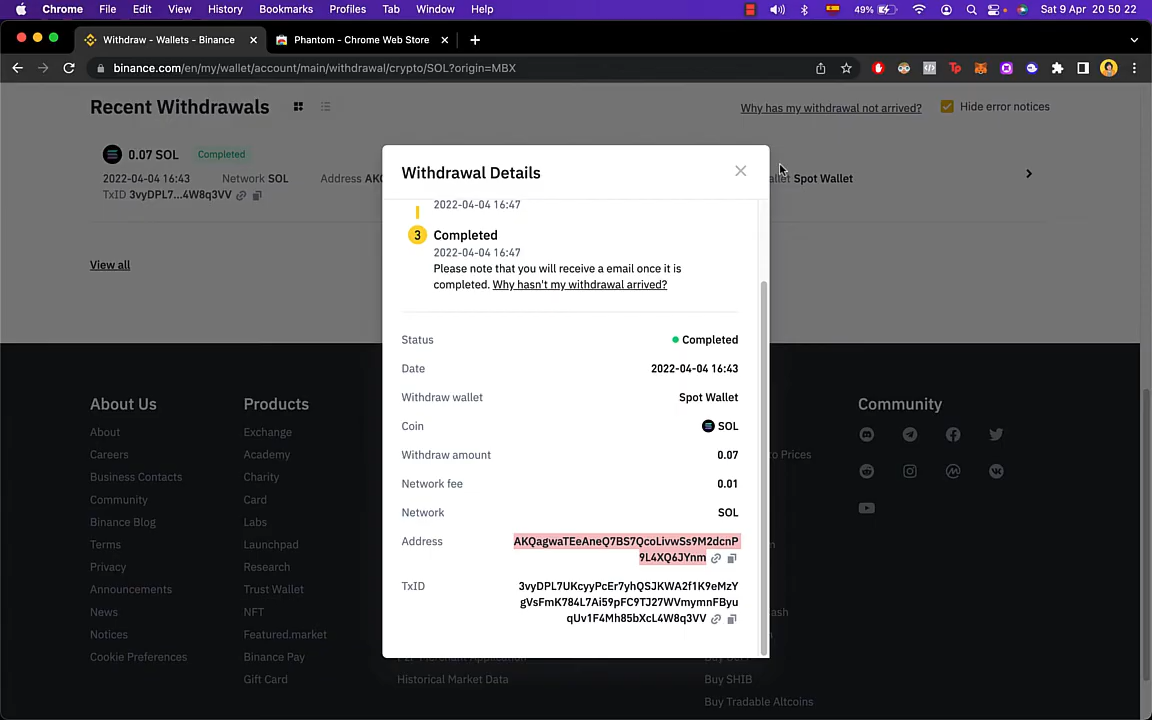 Chrome File Edit View History Bookmarks Profiles Tab Window Help 49% Sat 9 Apr 20 50 22
Withdraw - Wallets - Binance
Phantom - Chrome Web Store
binance.com/en/my/wallet/account/main/withdrawal/crypto/SOL?origin=MBX
Recent Withdrawals
Why has my withdrawal not arrived?
Hide error notices
0.07 SOL Completed
2022-04-04 16:43 Network SOL Address Spot Wallet
TxID 3vyDPL7...4W8q3VV
View all
Withdrawal Details
2022-04-04 16:47
3 Completed
2022-04-04 16:47
Please note that you will receive a email once it is
completed. Why hasn't my withdrawal arrived?
Status Completed
Date 2022-04-04 16:43
Withdraw wallet Spot Wallet
Coin SOL
Withdraw amount 0.07
Network fee 0.01
Network SOL
Address AKQagwaTEeAneQ7BS7QcoLivwSs9M2dcnP
9L4XQ6JYnm
TxID 3vyDPL7UKcyyPcEr7yhQSJKWA2f1K9eMzY
gVsFmK784L7Ai59pFC9TJ27WVmymnFByu
qUv1F4Mh85bXcL4W8q3VV
About Us
About
Careers
Business Contacts
Community
Binance Blog
Terms
Privacy
Announcements
News
Notices
Cookie Preferences
Products
Exchange
Academy
Charity
Card
Labs
Launchpad
Research
Trust Wallet
NFT
Featured.market
Binance Pay
Gift Card
Historical Market Data
Prices
Buy SHIB
Buy Tradable Altcoins
Community